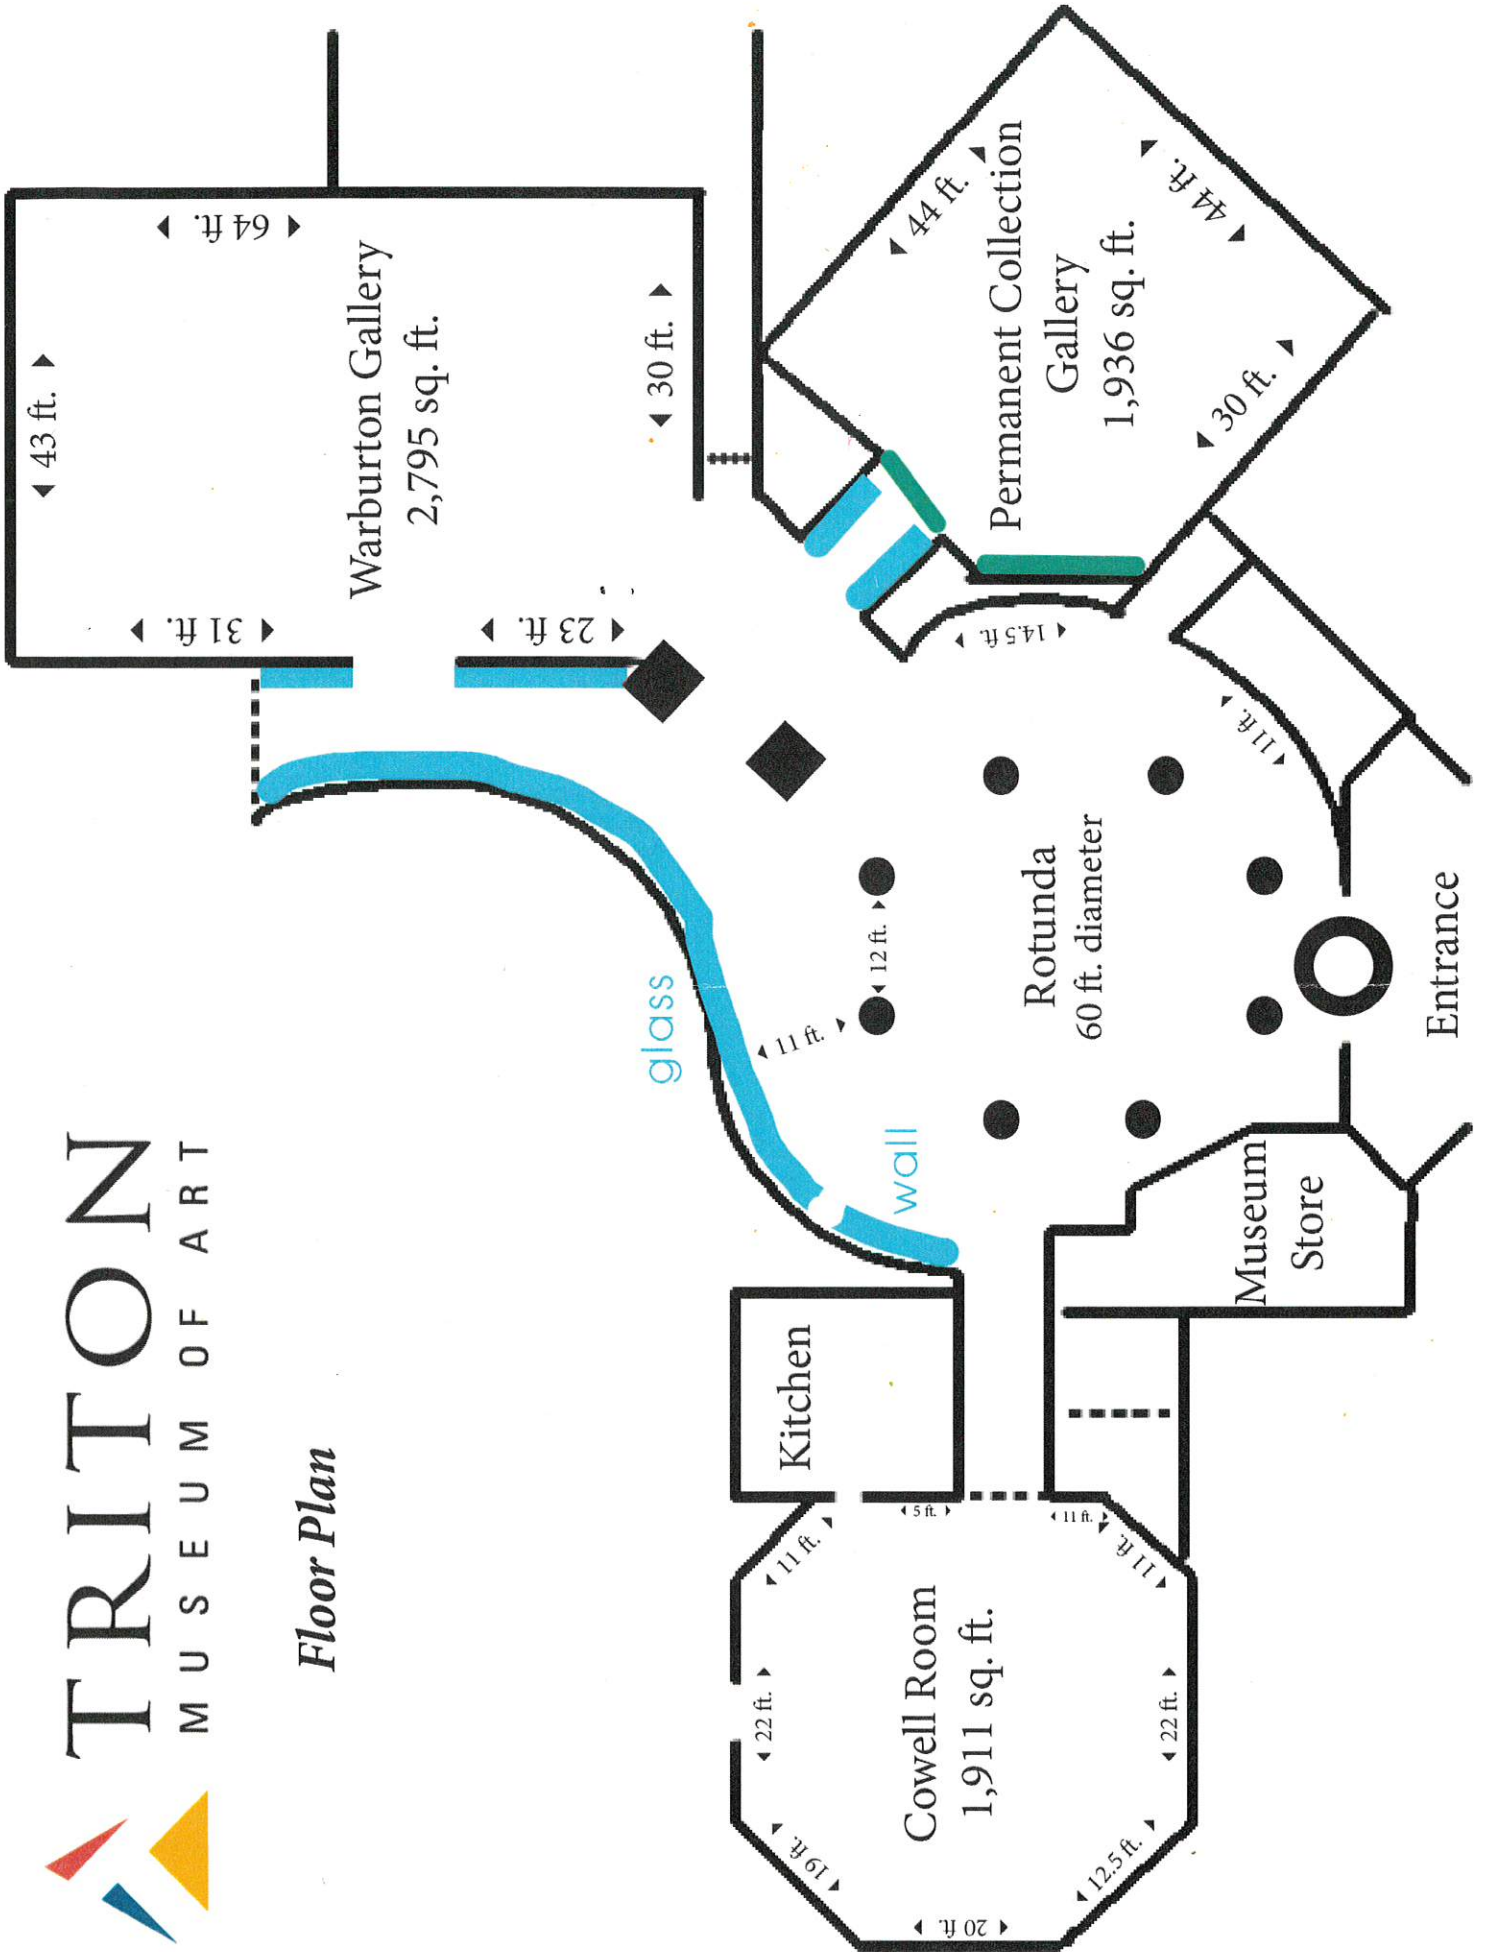 TRITON
MUSEUM OF ART
Floor Plan
43 ft.
64 ft.
Warburton Gallery
2,795 sq. ft.
31 ft.
23 ft.
30 ft.
44 ft.
44 ft.
Permanent Collection
Gallery
1,936 sq. ft.
30 ft.
14.5 ft.
11 ft.
glass
wall
11 ft.
12 ft.
Rotunda
60 ft. diameter
Entrance
Museum
Store
Kitchen
5 ft.
11 ft.
11 ft.
11 ft.
22 ft.
Cowell Room
1,911 sq. ft.
22 ft.
19 ft.
20 ft.
12.5 ft.